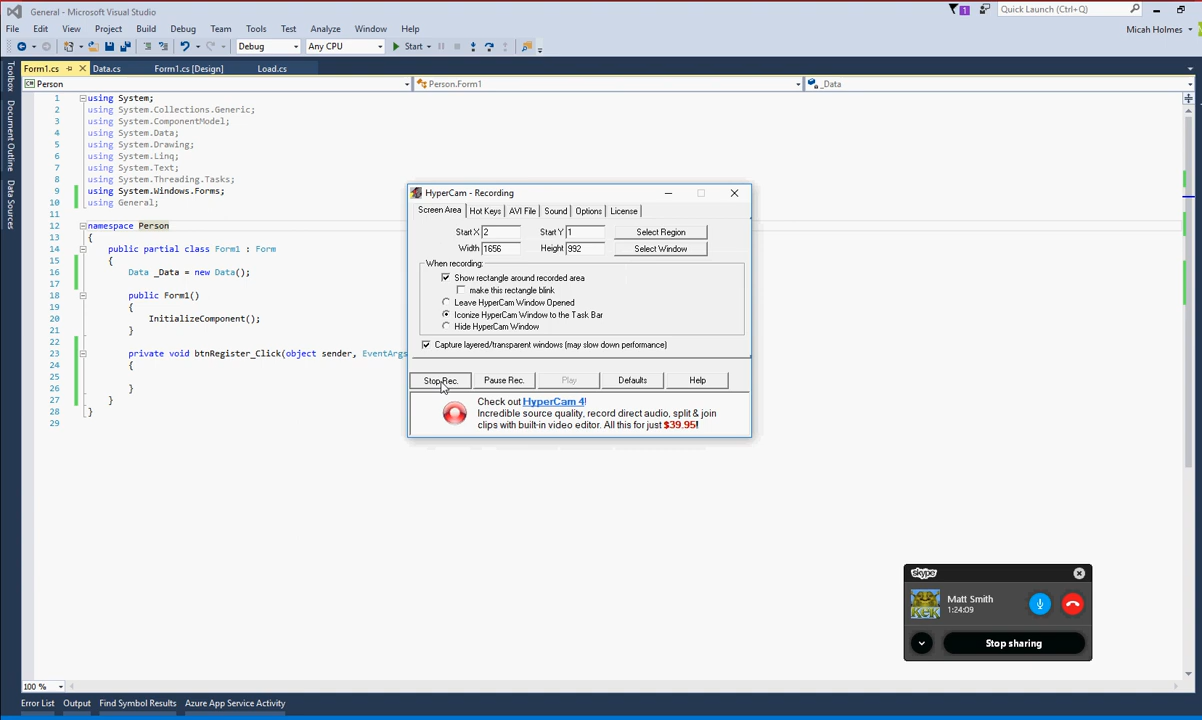 General - Microsoft Visual Studio
1
Quick Launch (Ctrl+Q)
File Edit View Project Build Debug Team Tools Test Analyze Window Help
Micah Holmes
Debug Any CPU Start
Form1.cs Data.cs Form1.cs [Design] Load.cs
Person Person.Form1 _Data
Toolbox
Document Outline
Data Sources
1 using System;
2 using System.Collections.Generic;
3 using System.ComponentModel;
4 using System.Data;
5 using System.Drawing;
6 using System.Linq;
7 using System.Text;
8 using System.Threading.Tasks;
9 using System.Windows.Forms;
10 using General;
11
12 namespace Person
13 {
14 public partial class Form1 : Form
15 {
16 Data _Data = new Data();
17
18 public Form1()
19 {
20 InitializeComponent();
21 }
22
23 private void btnRegister_Click(object sender, EventArgs
24 {
25
26 }
27 }
28 }
29
HyperCam - Recording
Screen Area Hot Keys AVI File Sound Options License
Start X 2 Start Y 1 Select Region
Width 1656 Height 992 Select Window
When recording:
Show rectangle around recorded area
make this rectangle blink
Leave HyperCam Window Opened
Iconize HyperCam Window to the Task Bar
Hide HyperCam Window
Capture layered/transparent windows (may slow down performance)
Stop Rec. Pause Rec. Play Defaults Help
Check out HyperCam 4!
Incredible source quality, record direct audio, split & join
clips with built-in video editor. All this for just $39.95!
skype
KEK
Matt Smith
1:24:09
Stop sharing
100 %
Error List Output Find Symbol Results Azure App Service Activity